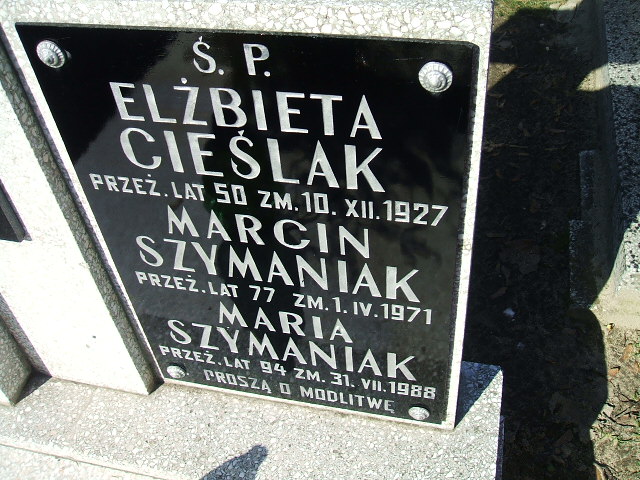 Ś. P.
ELŻBIETA
CIEŚLAK
PRZEŻ. LAT 50 ZM. 10. XII. 1927
MARCIN
SZYMANIAK
PRZEŻ. LAT 77 ZM. 1. IV. 1971
MARIA
SZYMANIAK
PRZEŻ. LAT 94 ZM. 31. VII. 1988
PROSZĄ O MODLITWĘ